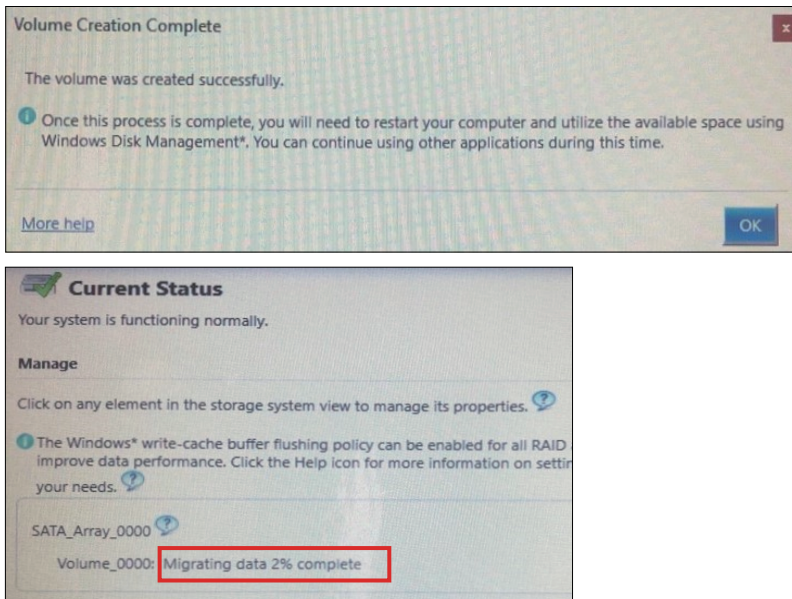 Volume Creation Complete
x
The volume was created successfully.
Once this process is complete, you will need to restart your computer and utilize the available space using
Windows Disk Management*. You can continue using other applications during this time.
More help
OK
Current Status
Your system is functioning normally.
Manage
Click on any element in the storage system view to manage its properties.
The Windows* write-cache buffer flushing policy can be enabled for all RAID
improve data performance. Click the Help icon for more information on settin
your needs.
SATA_Array_0000
Volume_0000: Migrating data 2% complete